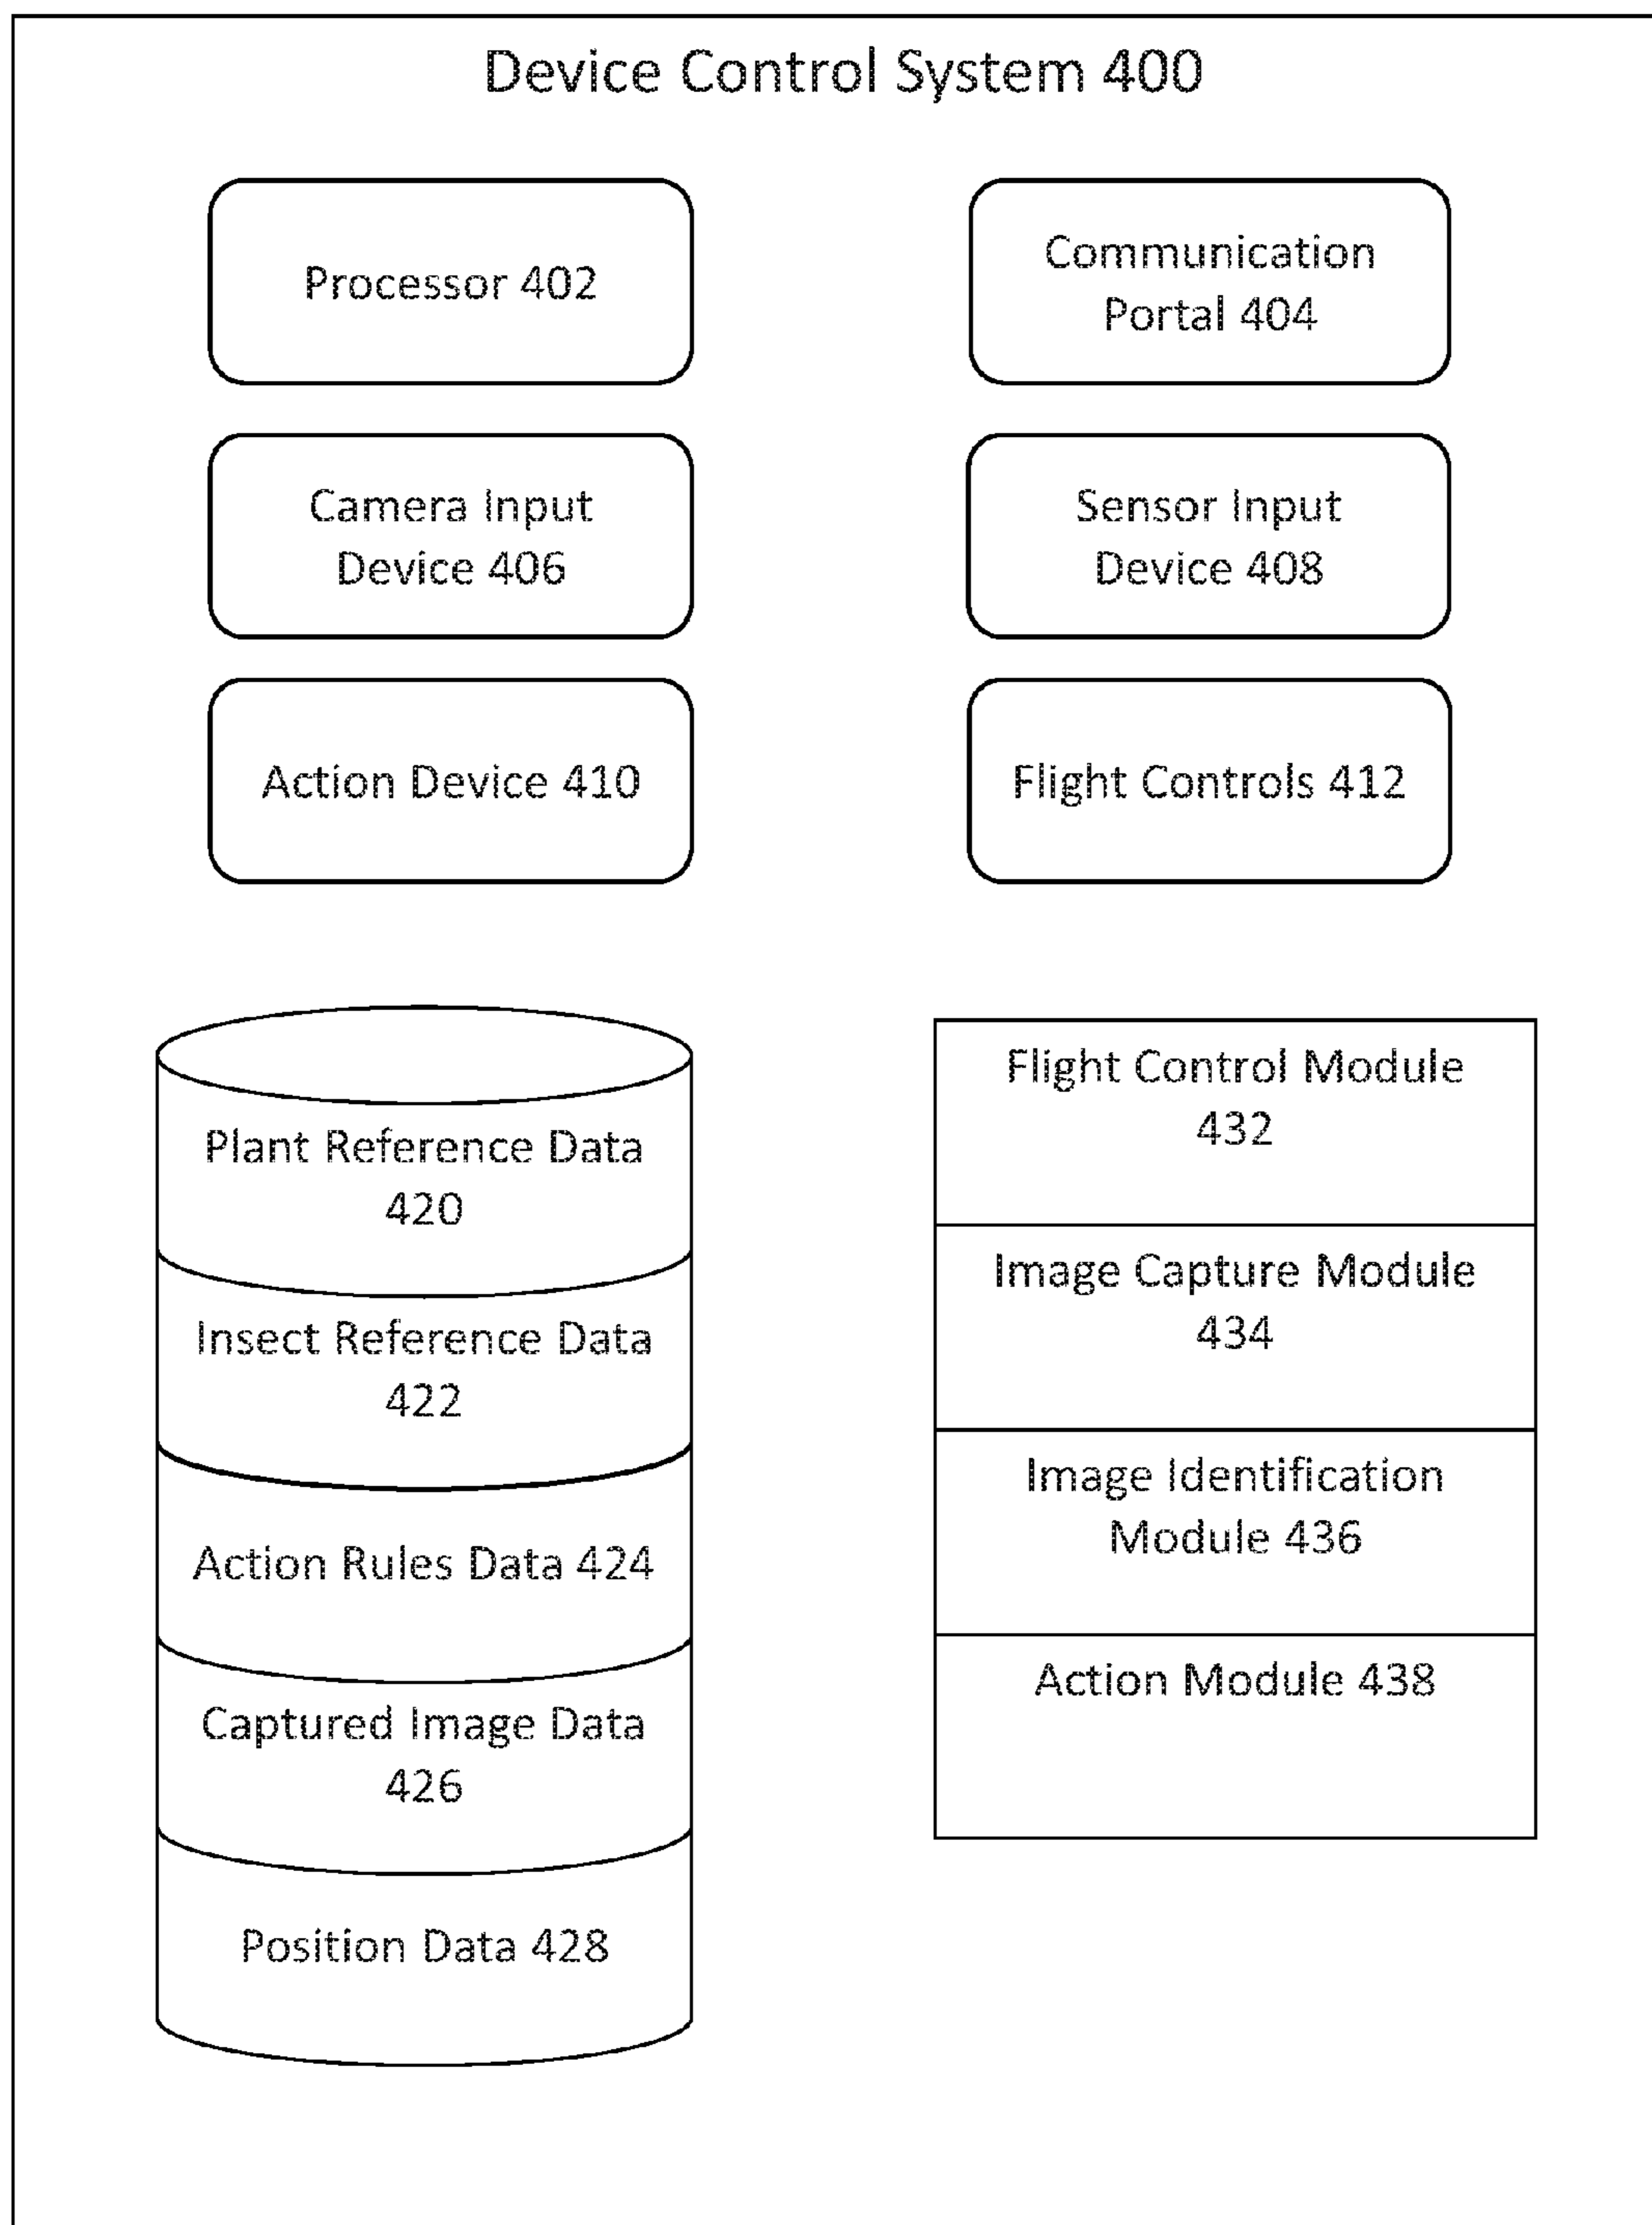 Device Control System 400
Processor 402
Communication
Portal 404
Camera Input
Device 406
Sensor Input
Device 408
Action Device 410
Flight Controls 412
Plant Reference Data
420
Insect Reference Data
422
Action Rules Data 424
Captured Image Data
426
Position Data 428
Flight Control Module
432
Image Capture Module
434
Image Identification
Module 436
Action Module 438